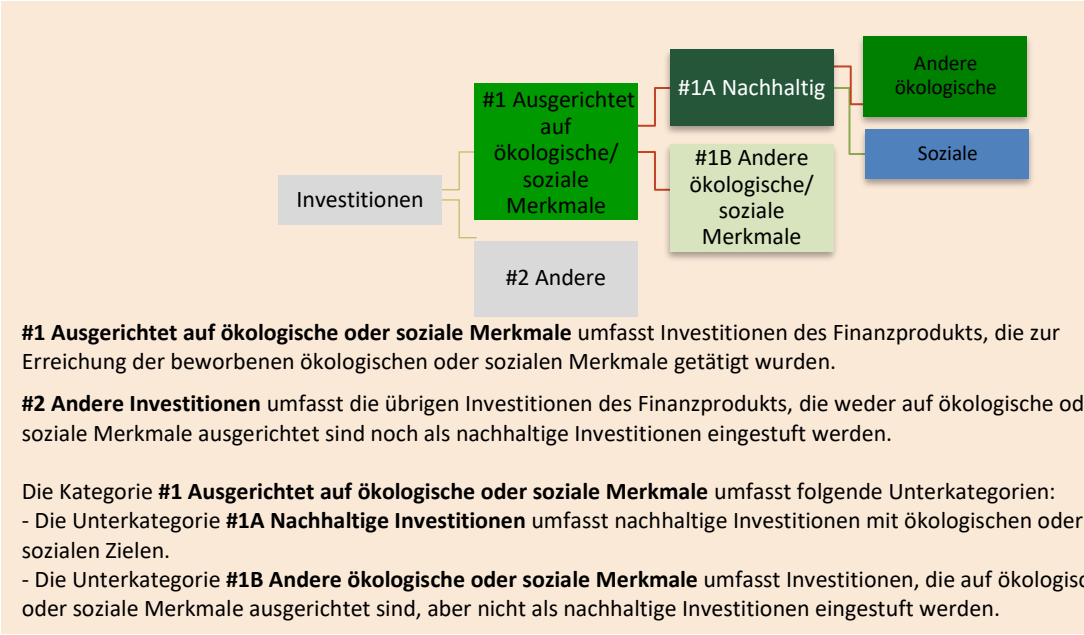 Investitionen
#1 Ausgerichtet
auf
ökologische/
soziale
Merkmale
#2 Andere
#1A Nachhaltig
#1B Andere
ökologische/
soziale
Merkmale
Andere
ökologische
Soziale
#1 Ausgerichtet auf ökologische oder soziale Merkmale umfasst Investitionen des Finanzprodukts, die zur
Erreichung der beworbenen ökologischen oder sozialen Merkmale getätigt wurden.
#2 Andere Investitionen umfasst die übrigen Investitionen des Finanzprodukts, die weder auf ökologische od
soziale Merkmale ausgerichtet sind noch als nachhaltige Investitionen eingestuft werden.
Die Kategorie #1 Ausgerichtet auf ökologische oder soziale Merkmale umfasst folgende Unterkategorien:
- Die Unterkategorie #1A Nachhaltige Investitionen umfasst nachhaltige Investitionen mit ökologischen oder
sozialen Zielen.
- Die Unterkategorie #1B Andere ökologische oder soziale Merkmale umfasst Investitionen, die auf ökologisc
oder soziale Merkmale ausgerichtet sind, aber nicht als nachhaltige Investitionen eingestuft werden.